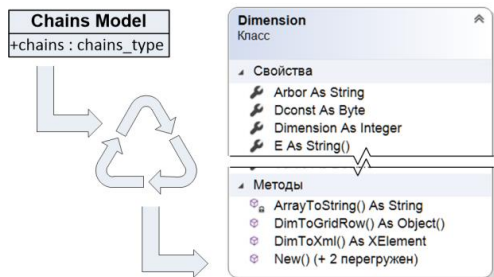 Chains Model
+chains : chains_type
Dimension
Класс
Свойства
Arbor As String
Dconst As Byte
Dimension As Integer
E As String()
Методы
ArrayToString() As String
DimToGridRow() As Object()
DimToXml() As XElement
New() (+ 2 перегружен)